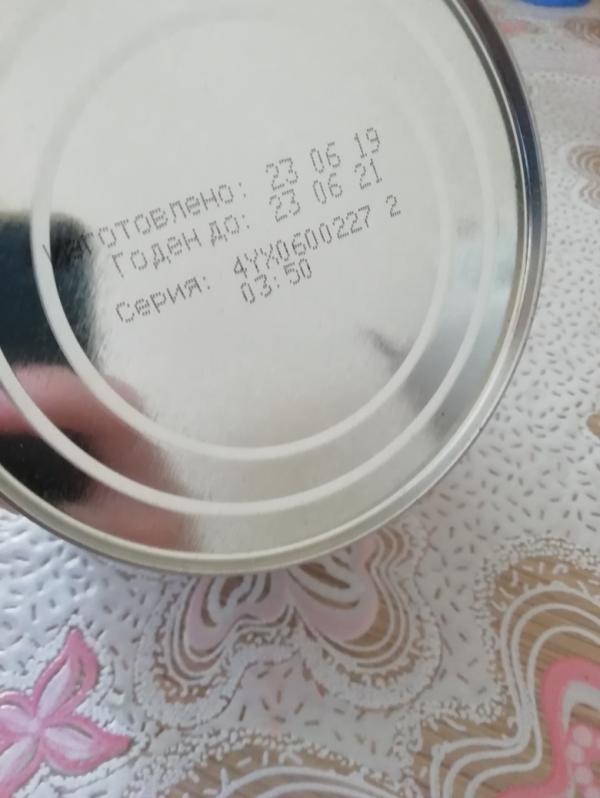 Изготовлено: 23 06 19
Годен до: 23 06 21
Серия: 4YX0600227 2
03:50